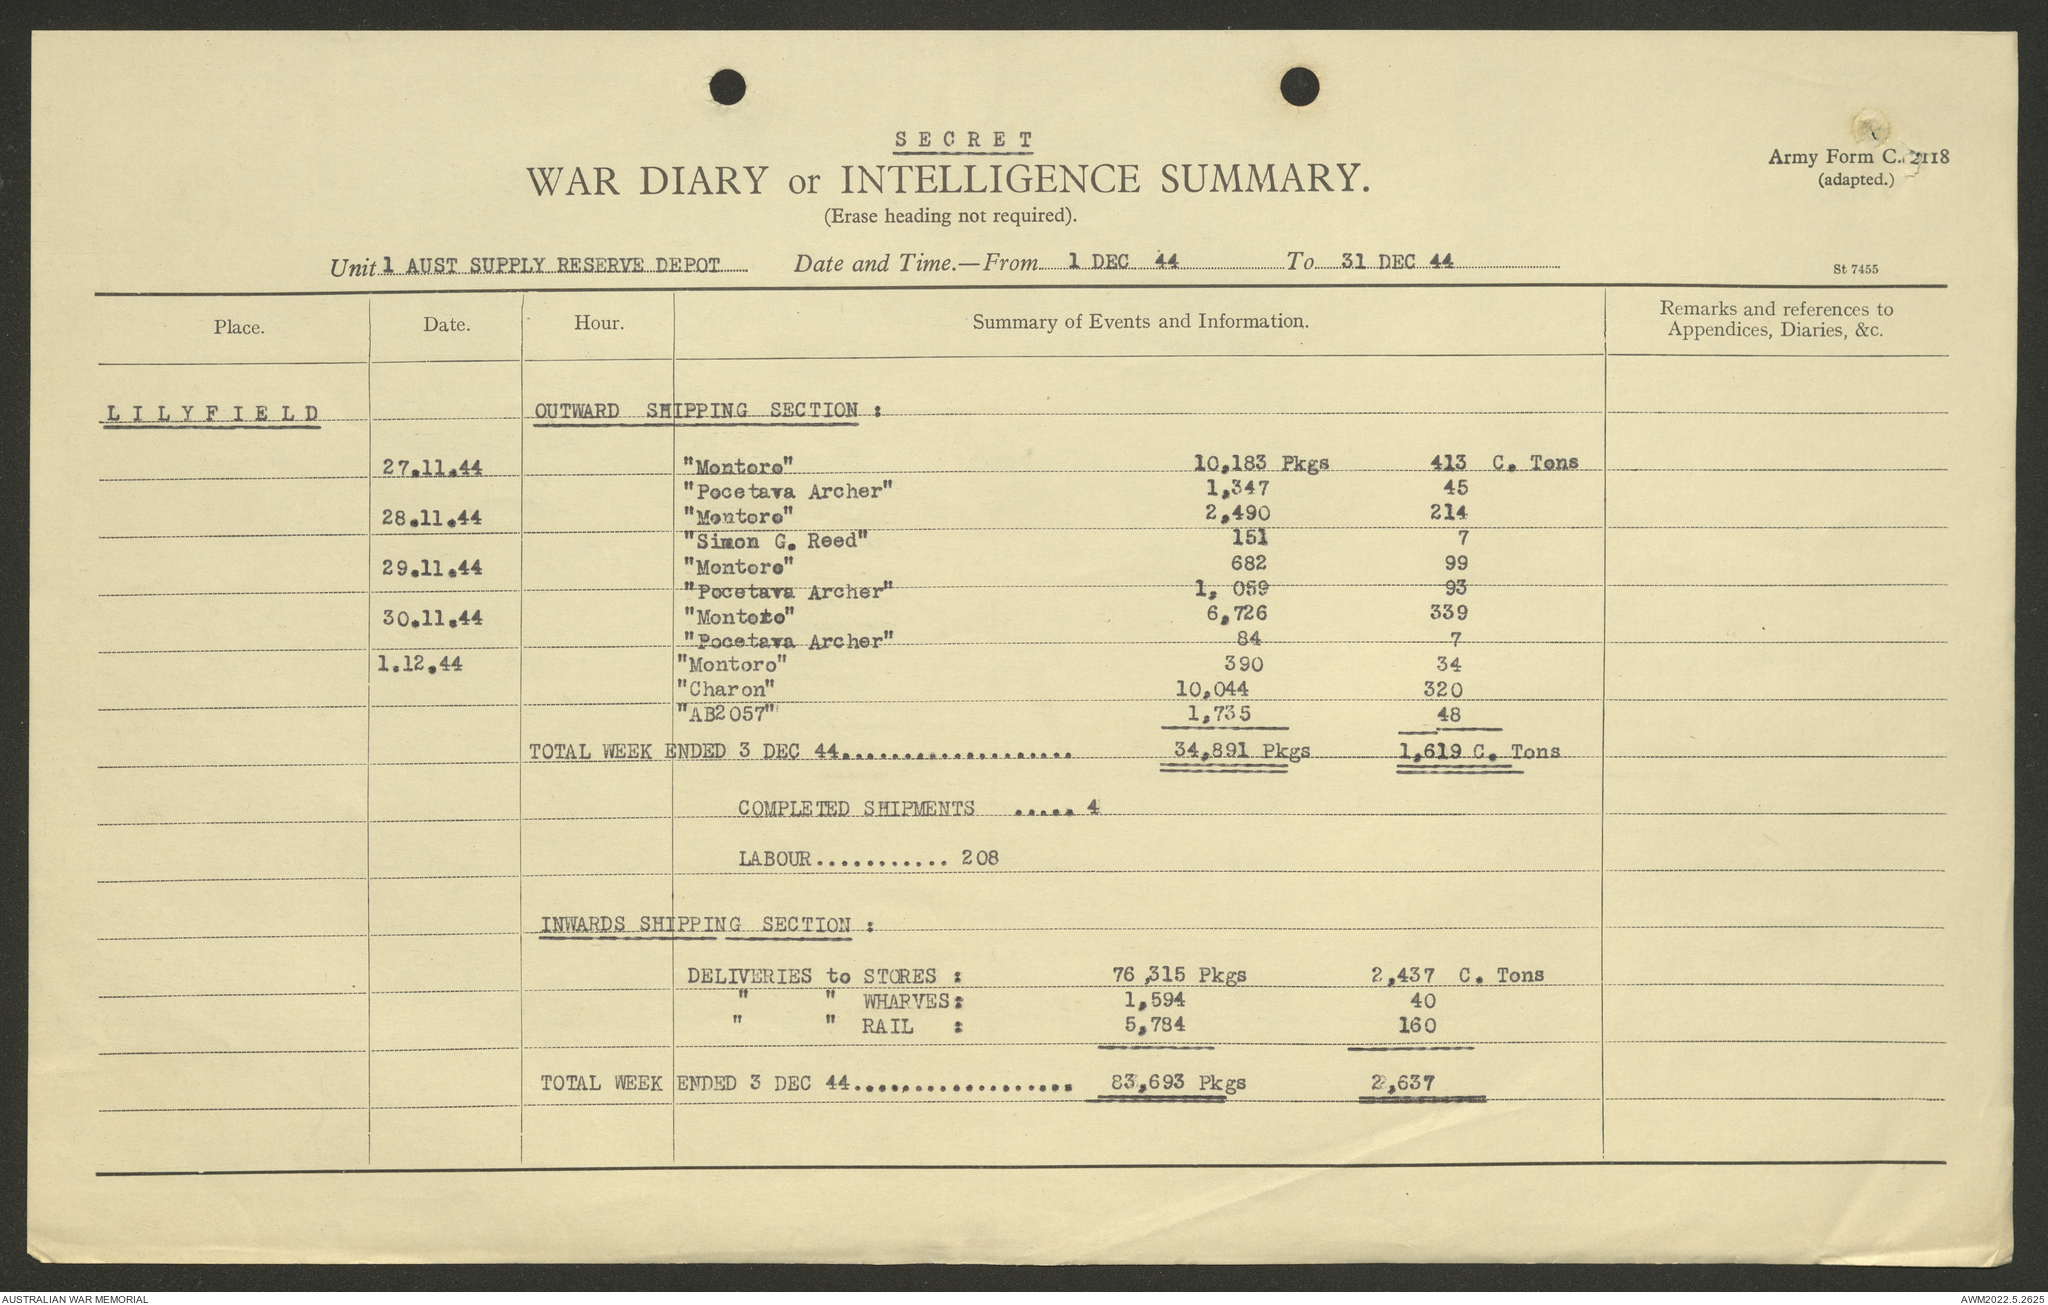 SECRET
WAR DIARY or INTELLIGENCE SUMMARY.
Army Form C. 2118
(adapted.)
(Erase heading not required).
Unit 1 AUST SUPPLY RESERVE DEPOT Date and Time.—From 1 DEC 44 To 31 DEC 44
St 7455
Place. Date. Hour. Summary of Events and Information. Remarks and references to Appendices, Diaries, &c.
LILYFIELD OUTWARD SHIPPING SECTION :
27.11.44 "Montoro" 10,183 Pkgs 413 C. Tons
"Pocetava Archer" 1,347 45
28.11.44 "Montoro" 2,490 214
"Simon G. Reed" 151 7
29.11.44 "Montoro" 682 99
"Pocetava Archer" 1, 059 93
30.11.44 "Montoro" 6,726 339
"Pocetava Archer" 84 7
1.12.44 "Montoro" 390 34
"Charon" 10,044 320
"AB2057" 1,735 48
TOTAL WEEK ENDED 3 DEC 44................... 34,891 Pkgs 1,619 C. Tons
COMPLETED SHIPMENTS ..... 4
LABOUR........... 208
INWARDS SHIPPING SECTION :
DELIVERIES to STORES : 76,315 Pkgs 2,437 C. Tons
" " WHARVES: 1,594 40
" " RAIL : 5,784 160
TOTAL WEEK ENDED 3 DEC 44.................. 83,693 Pkgs 2,637
AUSTRALIAN WAR MEMORIAL
AWM2022.5.2625